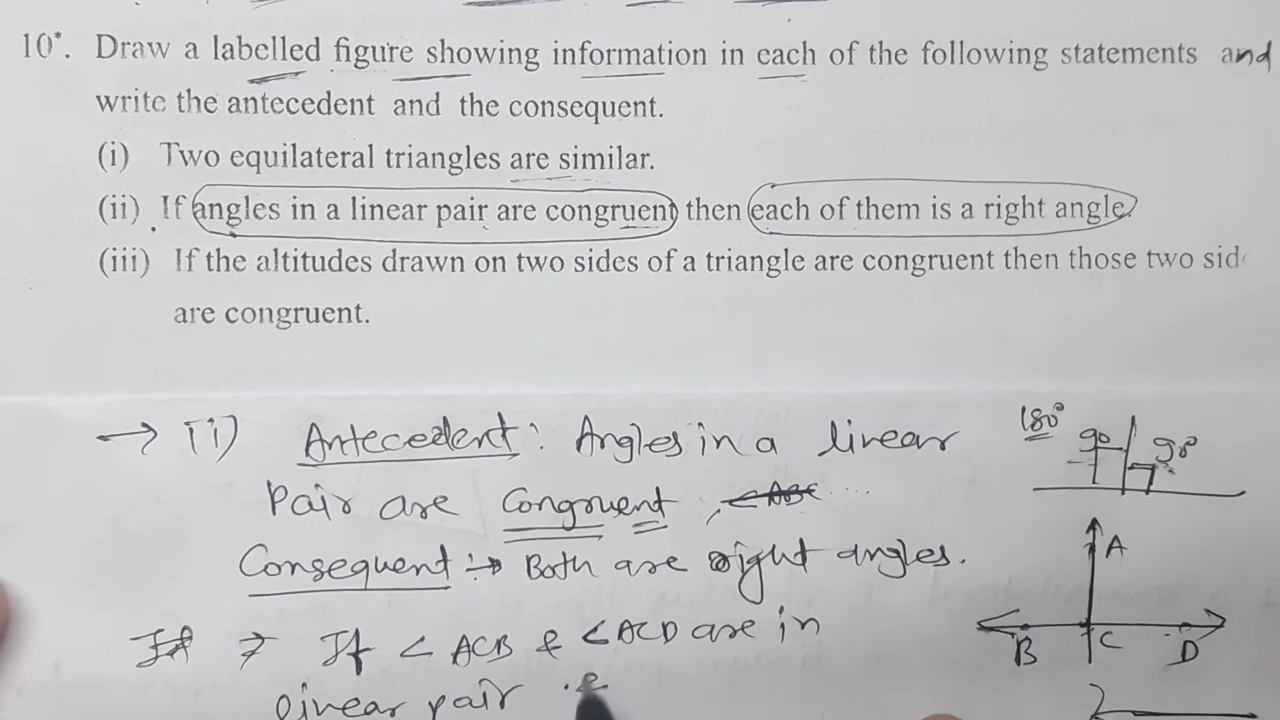 10*. Draw a labelled figure showing information in each of the following statements and
write the antecedent and the consequent.
(i) Two equilateral triangles are similar.
(ii) If angles in a linear pair are congruent then each of them is a right angle.
(iii) If the altitudes drawn on two sides of a triangle are congruent then those two sid
are congruent.
→ (i) Antecedent: Angles in a linear
Pair are Congruent,
180°
90
90
Consequent :→ Both are right angles.
A
B
C
D
⇒ If < ACB & < ACD are in
linear pair